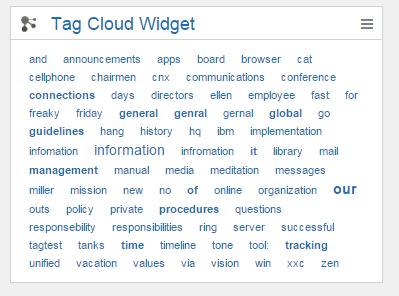 Tag Cloud Widget
and announcements apps board browser cat
cellphone chairmen cnx communications conference
connections days directors ellen employee fast for
freaky friday general genral gernal global go
guidelines hang history hq ibm implementation
infomation information infromation it library mail
management manual media meditation messages
miller mission new no of online organization our
outs policy private procedures questions
responsebility responsibilities ring server successful
tagtest tanks time timeline tone tool: tracking
unified vacation values via vision win xxc zen